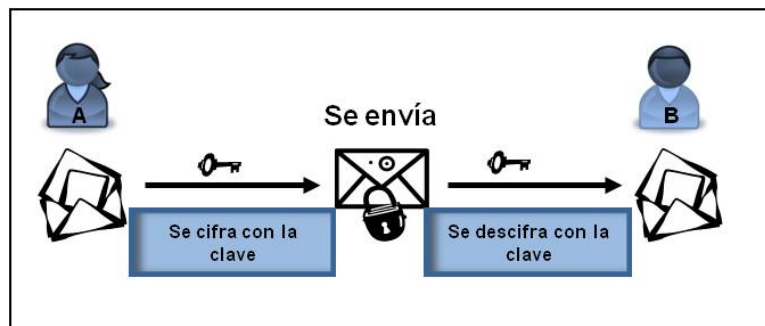 A
B
Se envía
Se cifra con la
clave
Se descifra con la
clave